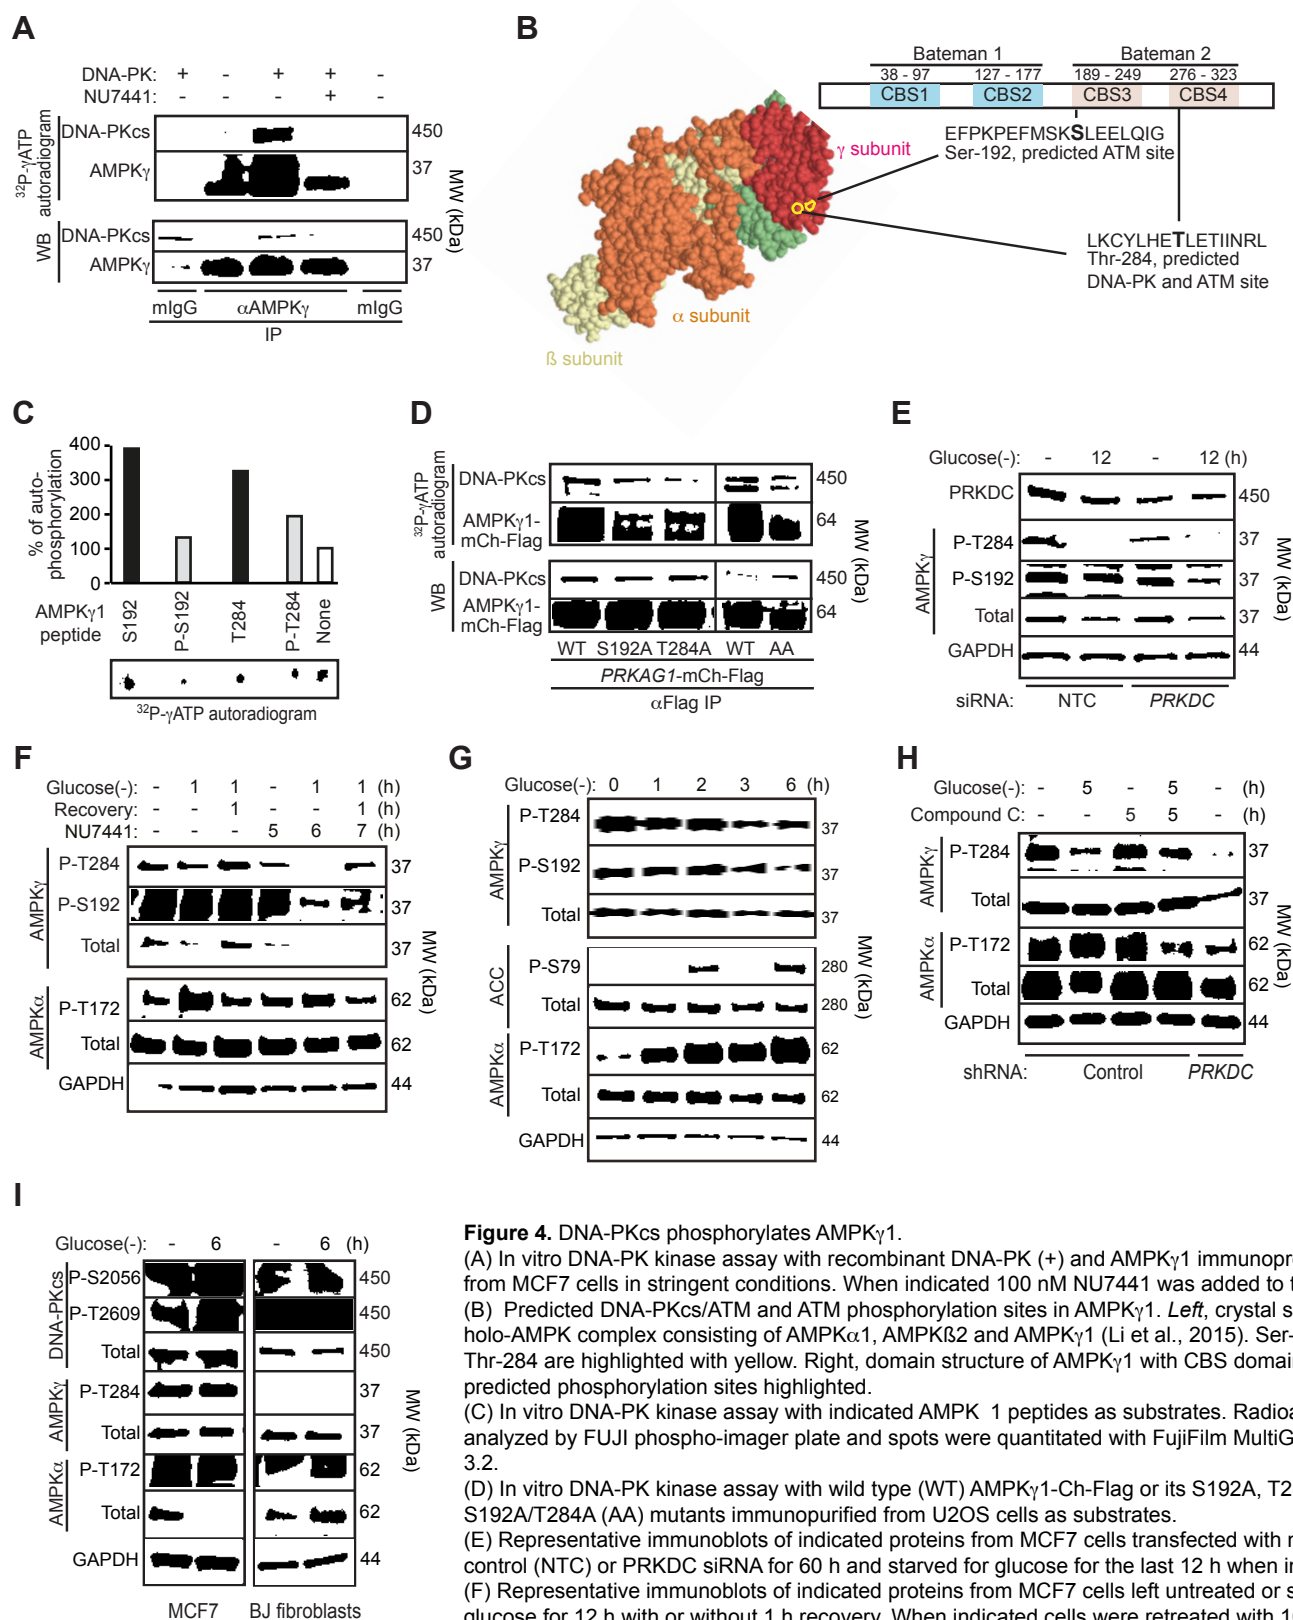 A
DNA-PK: + - + + -
NU7441: - - - + -
32P-γATP autoradiogram
DNA-PKcs 450
AMPKγ 37
WB
DNA-PKcs 450
AMPKγ 37
MW (kDa)
mIgG αAMPKγ mIgG
IP
B
Bateman 1 Bateman 2
38 - 97 127 - 177 189 - 249 276 - 323
CBS1 CBS2 CBS3 CBS4
EFPKPEFMSKSLEELQIG
Ser-192, predicted ATM site
γ subunit
LKCYLHETLETIINRL
Thr-284, predicted
DNA-PK and ATM site
α subunit
ß subunit
C
% of auto-phosphorylation
400
300
200
100
0
AMPKγ1 peptide
S192 P-S192 T284 P-T284 None
32P-γATP autoradiogram
D
32P-γATP autoradiogram
DNA-PKcs 450
AMPKγ1-mCh-Flag 64
WB
DNA-PKcs 450
AMPKγ1-mCh-Flag 64
MW (kDa)
WT S192A T284A WT AA
PRKAG1-mCh-Flag
αFlag IP
E
Glucose(-): - 12 - 12 (h)
PRKDC 450
AMPKγ
P-T284 37
P-S192 37
Total 37
GAPDH 44
MW (kDa)
siRNA: NTC PRKDC
F
Glucose(-): - 1 1 - 1 1 (h)
Recovery: - - 1 - - 1 (h)
NU7441: - - - 5 6 7 (h)
AMPKγ
P-T284 37
P-S192 37
Total 37
AMPKα
P-T172 62
Total 62
GAPDH 44
MW (kDa)
G
Glucose(-): 0 1 2 3 6 (h)
AMPKγ
P-T284 37
P-S192 37
Total 37
ACC
P-S79 280
Total 280
AMPKα
P-T172 62
Total 62
GAPDH 44
MW (kDa)
H
Glucose(-): - 5 - 5 - (h)
Compound C: - - 5 5 - (h)
AMPKγ
P-T284 37
Total 37
AMPKα
P-T172 62
Total 62
GAPDH 44
MW (kDa)
shRNA: Control PRKDC
I
Glucose(-): - 6 - 6 (h)
DNA-PKcs
P-S2056 450
P-T2609 450
Total 450
AMPKγ
P-T284 37
Total 37
AMPKα
P-T172 62
Total 62
GAPDH 44
MW (kDa)
MCF7 BJ fibroblasts
Figure 4. DNA-PKcs phosphorylates AMPKγ1.
(A) In vitro DNA-PK kinase assay with recombinant DNA-PK (+) and AMPKγ1 immunopre
from MCF7 cells in stringent conditions. When indicated 100 nM NU7441 was added to t
(B) Predicted DNA-PKcs/ATM and ATM phosphorylation sites in AMPKγ1. Left, crystal s
holo-AMPK complex consisting of AMPKα1, AMPKß2 and AMPKγ1 (Li et al., 2015). Ser-
Thr-284 are highlighted with yellow. Right, domain structure of AMPKγ1 with CBS domain
predicted phosphorylation sites highlighted.
(C) In vitro DNA-PK kinase assay with indicated AMPK 1 peptides as substrates. Radioa
analyzed by FUJI phospho-imager plate and spots were quantitated with FujiFilm MultiG
3.2.
(D) In vitro DNA-PK kinase assay with wild type (WT) AMPKγ1-Ch-Flag or its S192A, T2
S192A/T284A (AA) mutants immunopurified from U2OS cells as substrates.
(E) Representative immunoblots of indicated proteins from MCF7 cells transfected with n
control (NTC) or PRKDC siRNA for 60 h and starved for glucose for the last 12 h when in
(F) Representative immunoblots of indicated proteins from MCF7 cells left untreated or s
glucose for 12 h with or without 1 h recovery. When indicated cells were retreated with 1